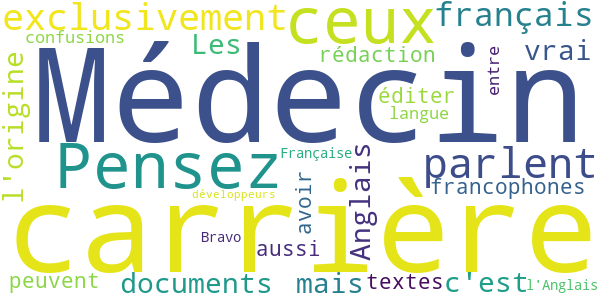 exclusivement
ceux
français
confusions
Les
rédaction
entre
vrai
Médecin
l'origine
éditer
langue
Pensez
Française
Anglais
parlent
francophones
développeurs
avoir
carrière
Bravo
aussi
peuvent
documents
mais
textes
c'est
l'Anglais